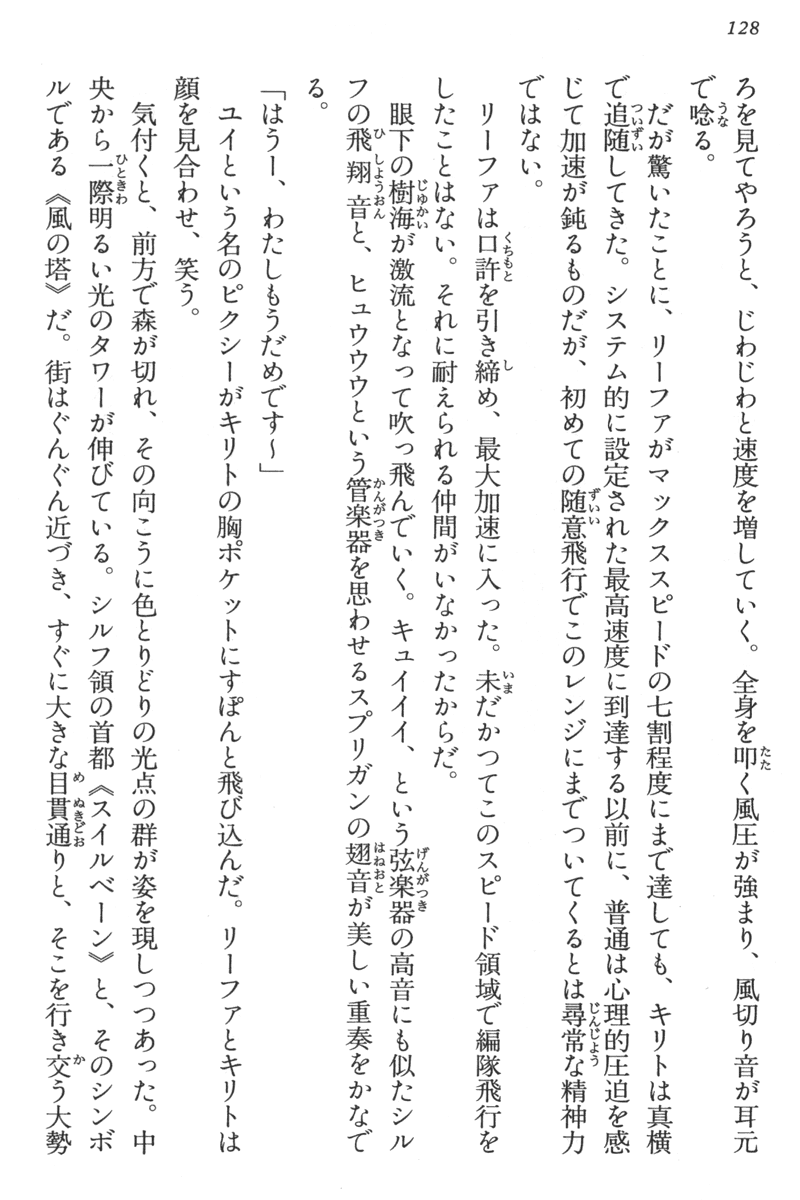 128
ろを見てやろうと、じわじわと速度を増していく。全身を叩く風圧が強まり、風切り音が耳元
で唸る。
だが驚いたことに、リーファがマックススピードの七割程度にまで達しても、キリトは真横
で追随してきた。システム的に設定された最高速度に到達する以前に、普通は心理的圧迫を感
じて加速が鈍るものだが、初めての随意飛行でこのレンジにまでついてくるとは尋常な精神力
ではない。
リーファは口許を引き締め、最大加速に入った。未だかつてこのスピード領域で編隊飛行を
したことはない。それに耐えられる仲間がいなかったからだ。
眼下の樹海が激流となって吹っ飛んでいく。キュイイイ、という弦楽器の高音にも似たシル
フの飛翔音と、ヒュウウウという管楽器を思わせるスプリガンの翅音が美しい重奏をかなで
る。
「はうー、わたしもうだめです〜」
ユイという名のピクシーがキリトの胸ポケットにすぽんと飛び込んだ。リーファとキリトは
顔を見合わせ、笑う。
気付くと、前方で森が切れ、その向こうに色とりどりの光点の群が姿を現しつつあった。中
央から一際明るい光のタワーが伸びている。シルフ領の首都《スイルベーン》と、そのシンボ
ルである《風の塔》だ。街はぐんぐん近づき、すぐに大きな目貫通りと、そこを行き交う大勢